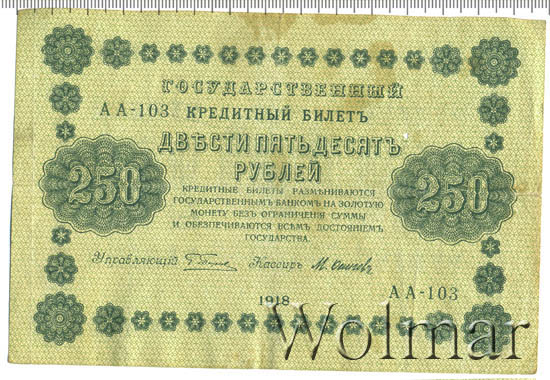 ГОСУДАРСТВЕННЫЙ
АА-103 КРЕДИТНЫЙ БИЛЕТЪ
ДВѢСТИ ПЯТЬДЕСЯТЪ
РУБЛЕЙ
250
250
КРЕДИТНЫЕ БИЛЕТЫ РАЗМѢНИВАЮТСЯ
ГОСУДАРСТВЕННЫМЪ БАНКОМЪ НА ЗОЛОТУЮ
МОНЕТУ БЕЗЪ ОГРАНИЧЕНІЯ СУММЫ
И ОБЕЗПЕЧИВАЮТСЯ ВСѢМЪ ДОСТОЯНІЕМЪ
ГОСУДАРСТВА.
Управляющій Кассиръ
1918
АА-103
Wolmar